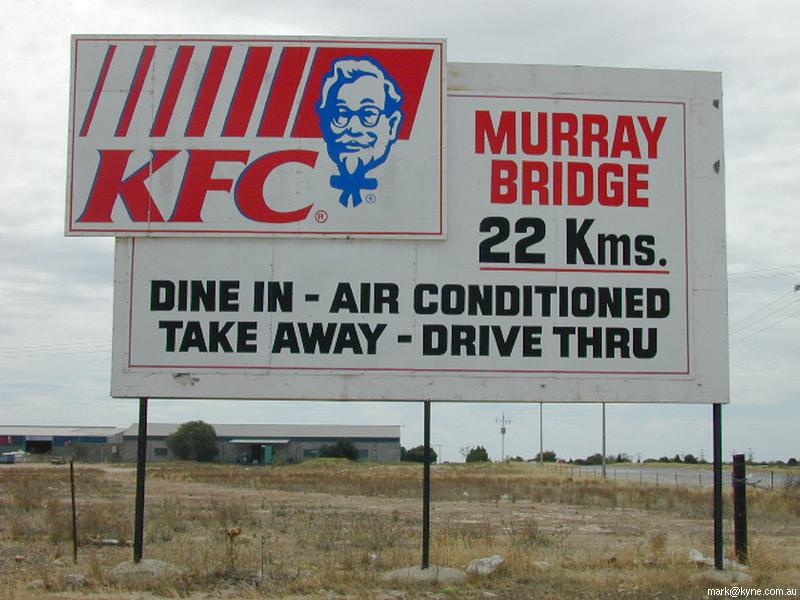 KFC®
®
MURRAY
BRIDGE
22 Kms.
DINE IN - AIR CONDITIONED
TAKE AWAY - DRIVE THRU
mark@kyne.com.au